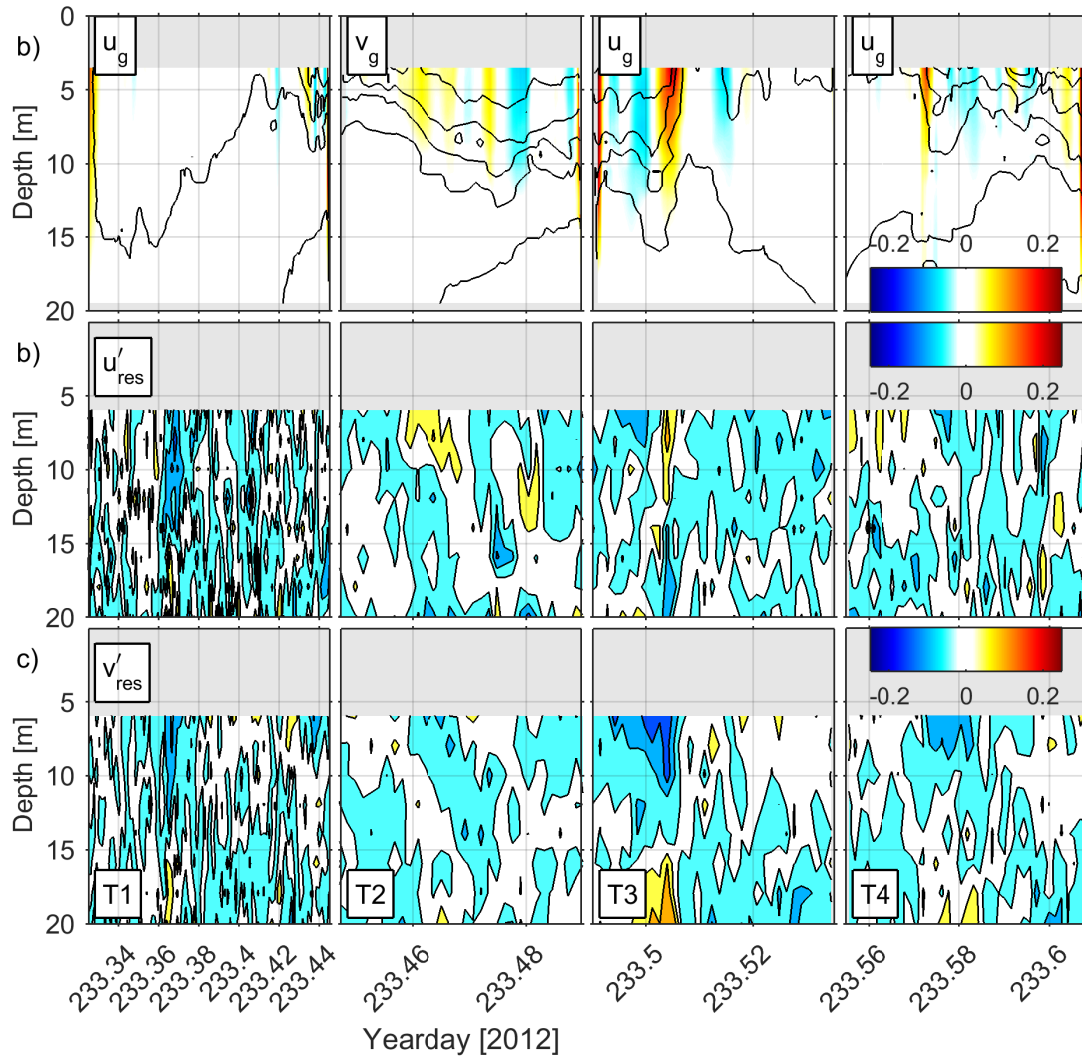 b)
u_g
v_g
u_g
u_g
0
5
10
15
20
Depth [m]
-0.2 0 0.2
-0.2 0 0.2
b)
u′_res
5
10
15
20
Depth [m]
-0.2 0 0.2
c)
v′_res
5
10
15
20
Depth [m]
T1
T2
T3
T4
233.34 233.36 233.38 233.4 233.42 233.44
233.46 233.48
233.5 233.52
233.56 233.58 233.6
Yearday [2012]